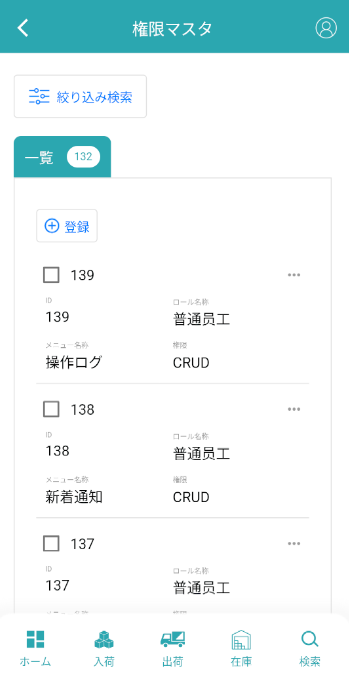 権限マスタ
絞り込み検索
一覧 132
登録
139
ID ロール名称
139 普通员工
メニュー名称 権限
操作ログ CRUD
138
ID ロール名称
138 普通员工
メニュー名称 権限
新着通知 CRUD
137
ID ロール名称
137 普通员工
ホーム 入荷 出荷 在庫 検索